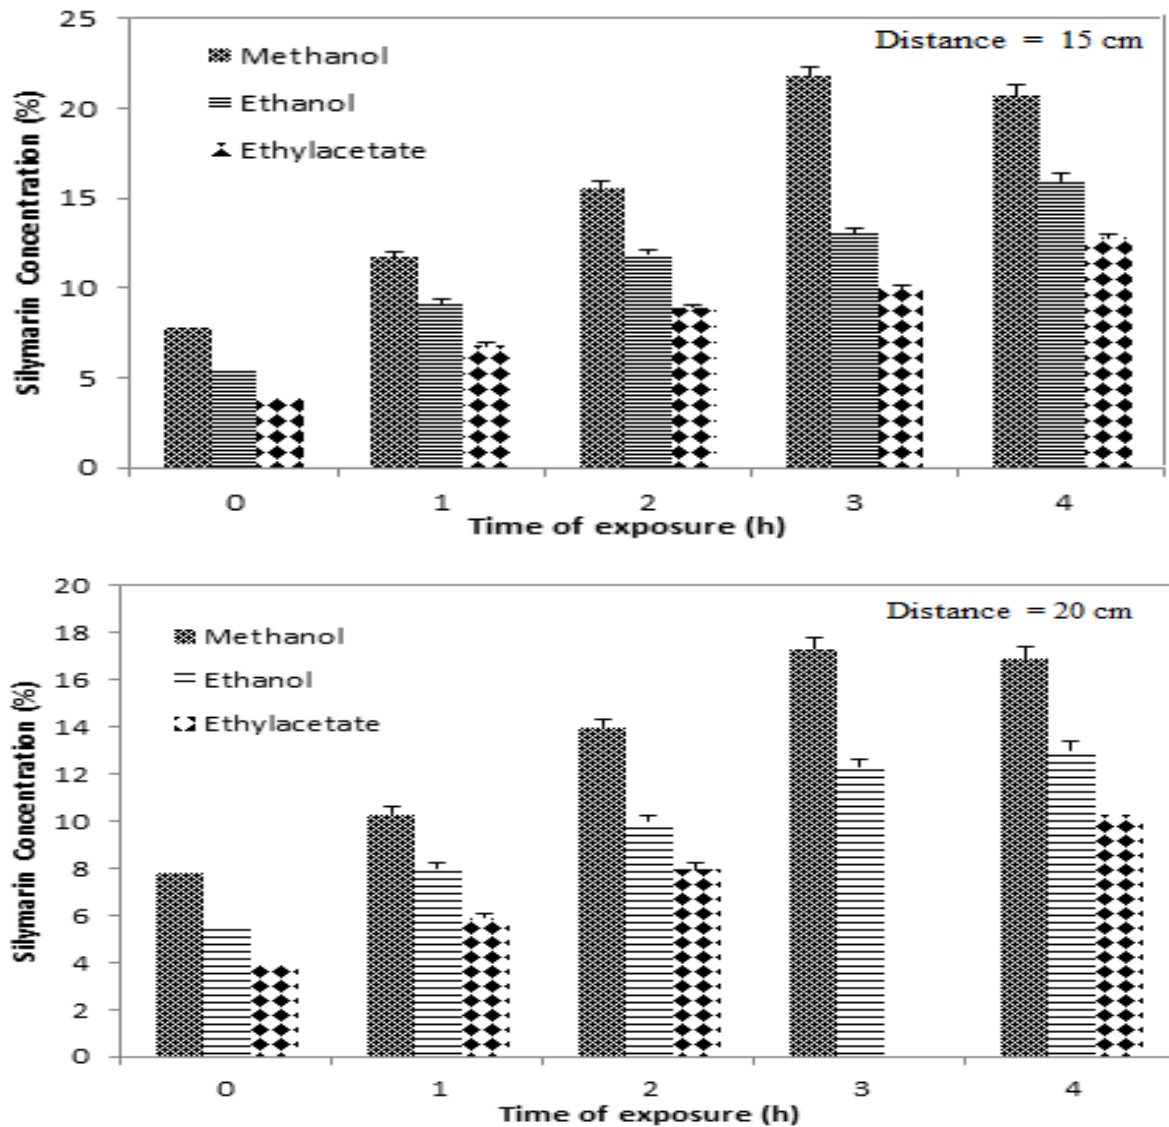 25
Distance = 15 cm
Methanol
20
Ethanol
Ethylacetate
15
10
5
0
Silymarin Concentration (%)
0 1 2 3 4
Time of exposure (h)
20
Distance = 20 cm
18
Methanol
16
Ethanol
14
Ethylacetate
12
10
8
6
4
2
0
Silymarin Concentration (%)
0 1 2 3 4
Time of exposure (h)